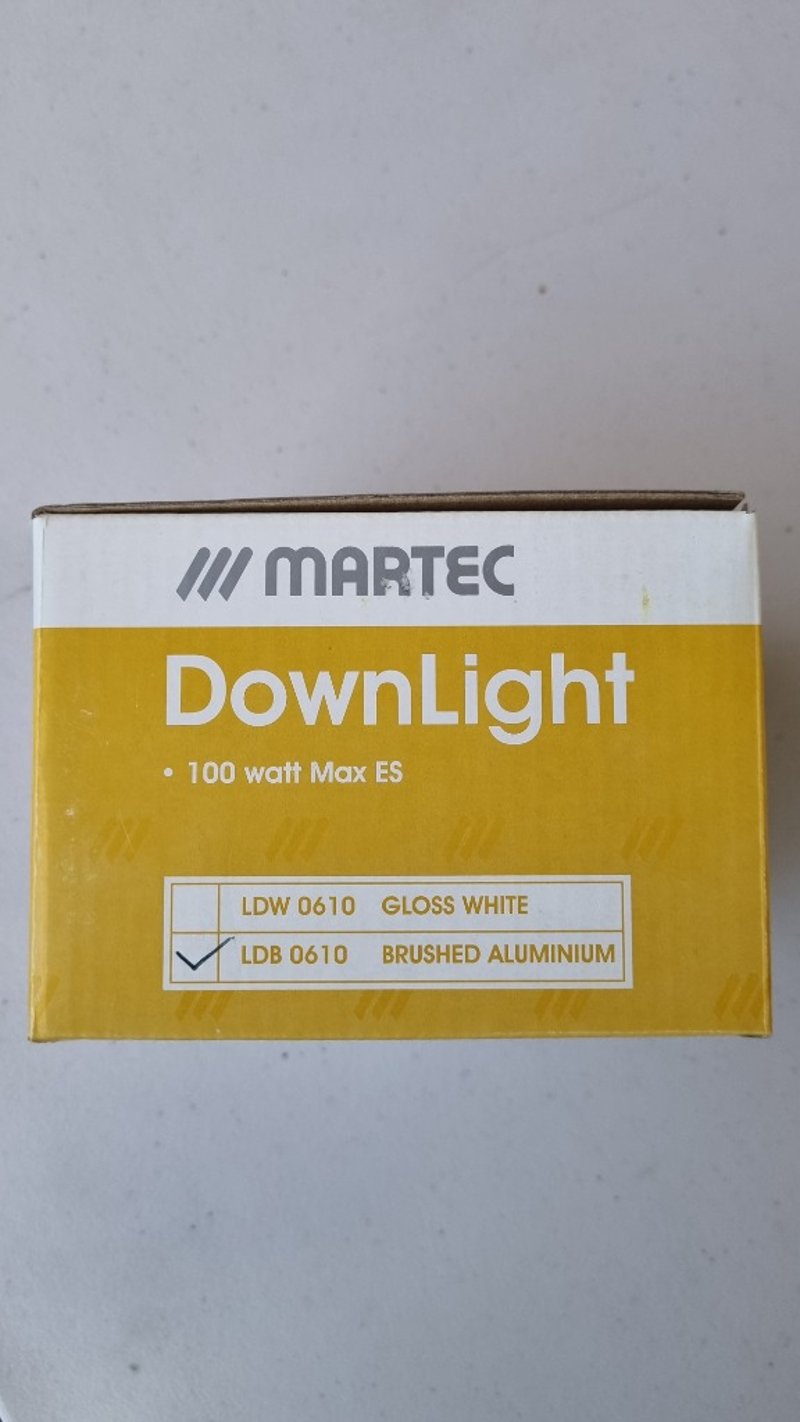 MARTEC
DownLight
• 100 watt Max ES
LDW 0610 GLOSS WHITE
LDB 0610 BRUSHED ALUMINIUM